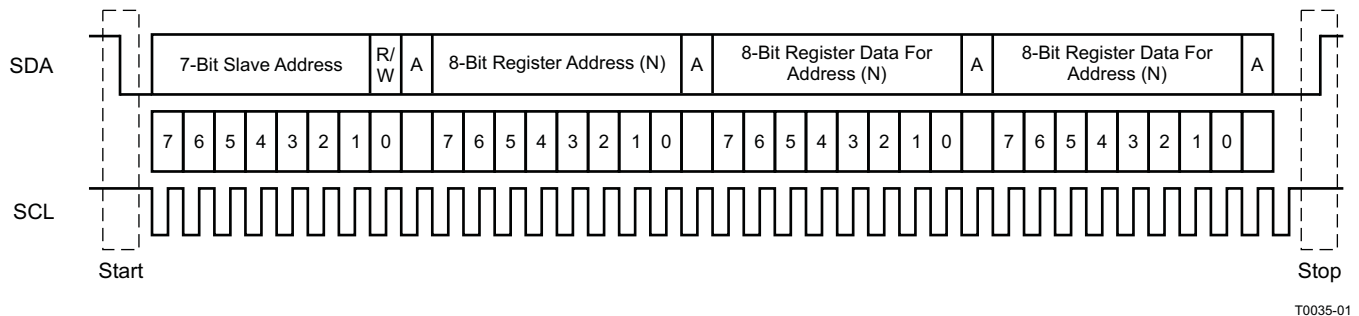 SDA
7-Bit Slave Address
R/
W
A
8-Bit Register Address (N)
A
8-Bit Register Data For
Address (N)
A
8-Bit Register Data For
Address (N)
A
7 6 5 4 3 2 1 0 7 6 5 4 3 2 1 0 7 6 5 4 3 2 1 0 7 6 5 4 3 2 1 0
SCL
Start
Stop
T0035-01